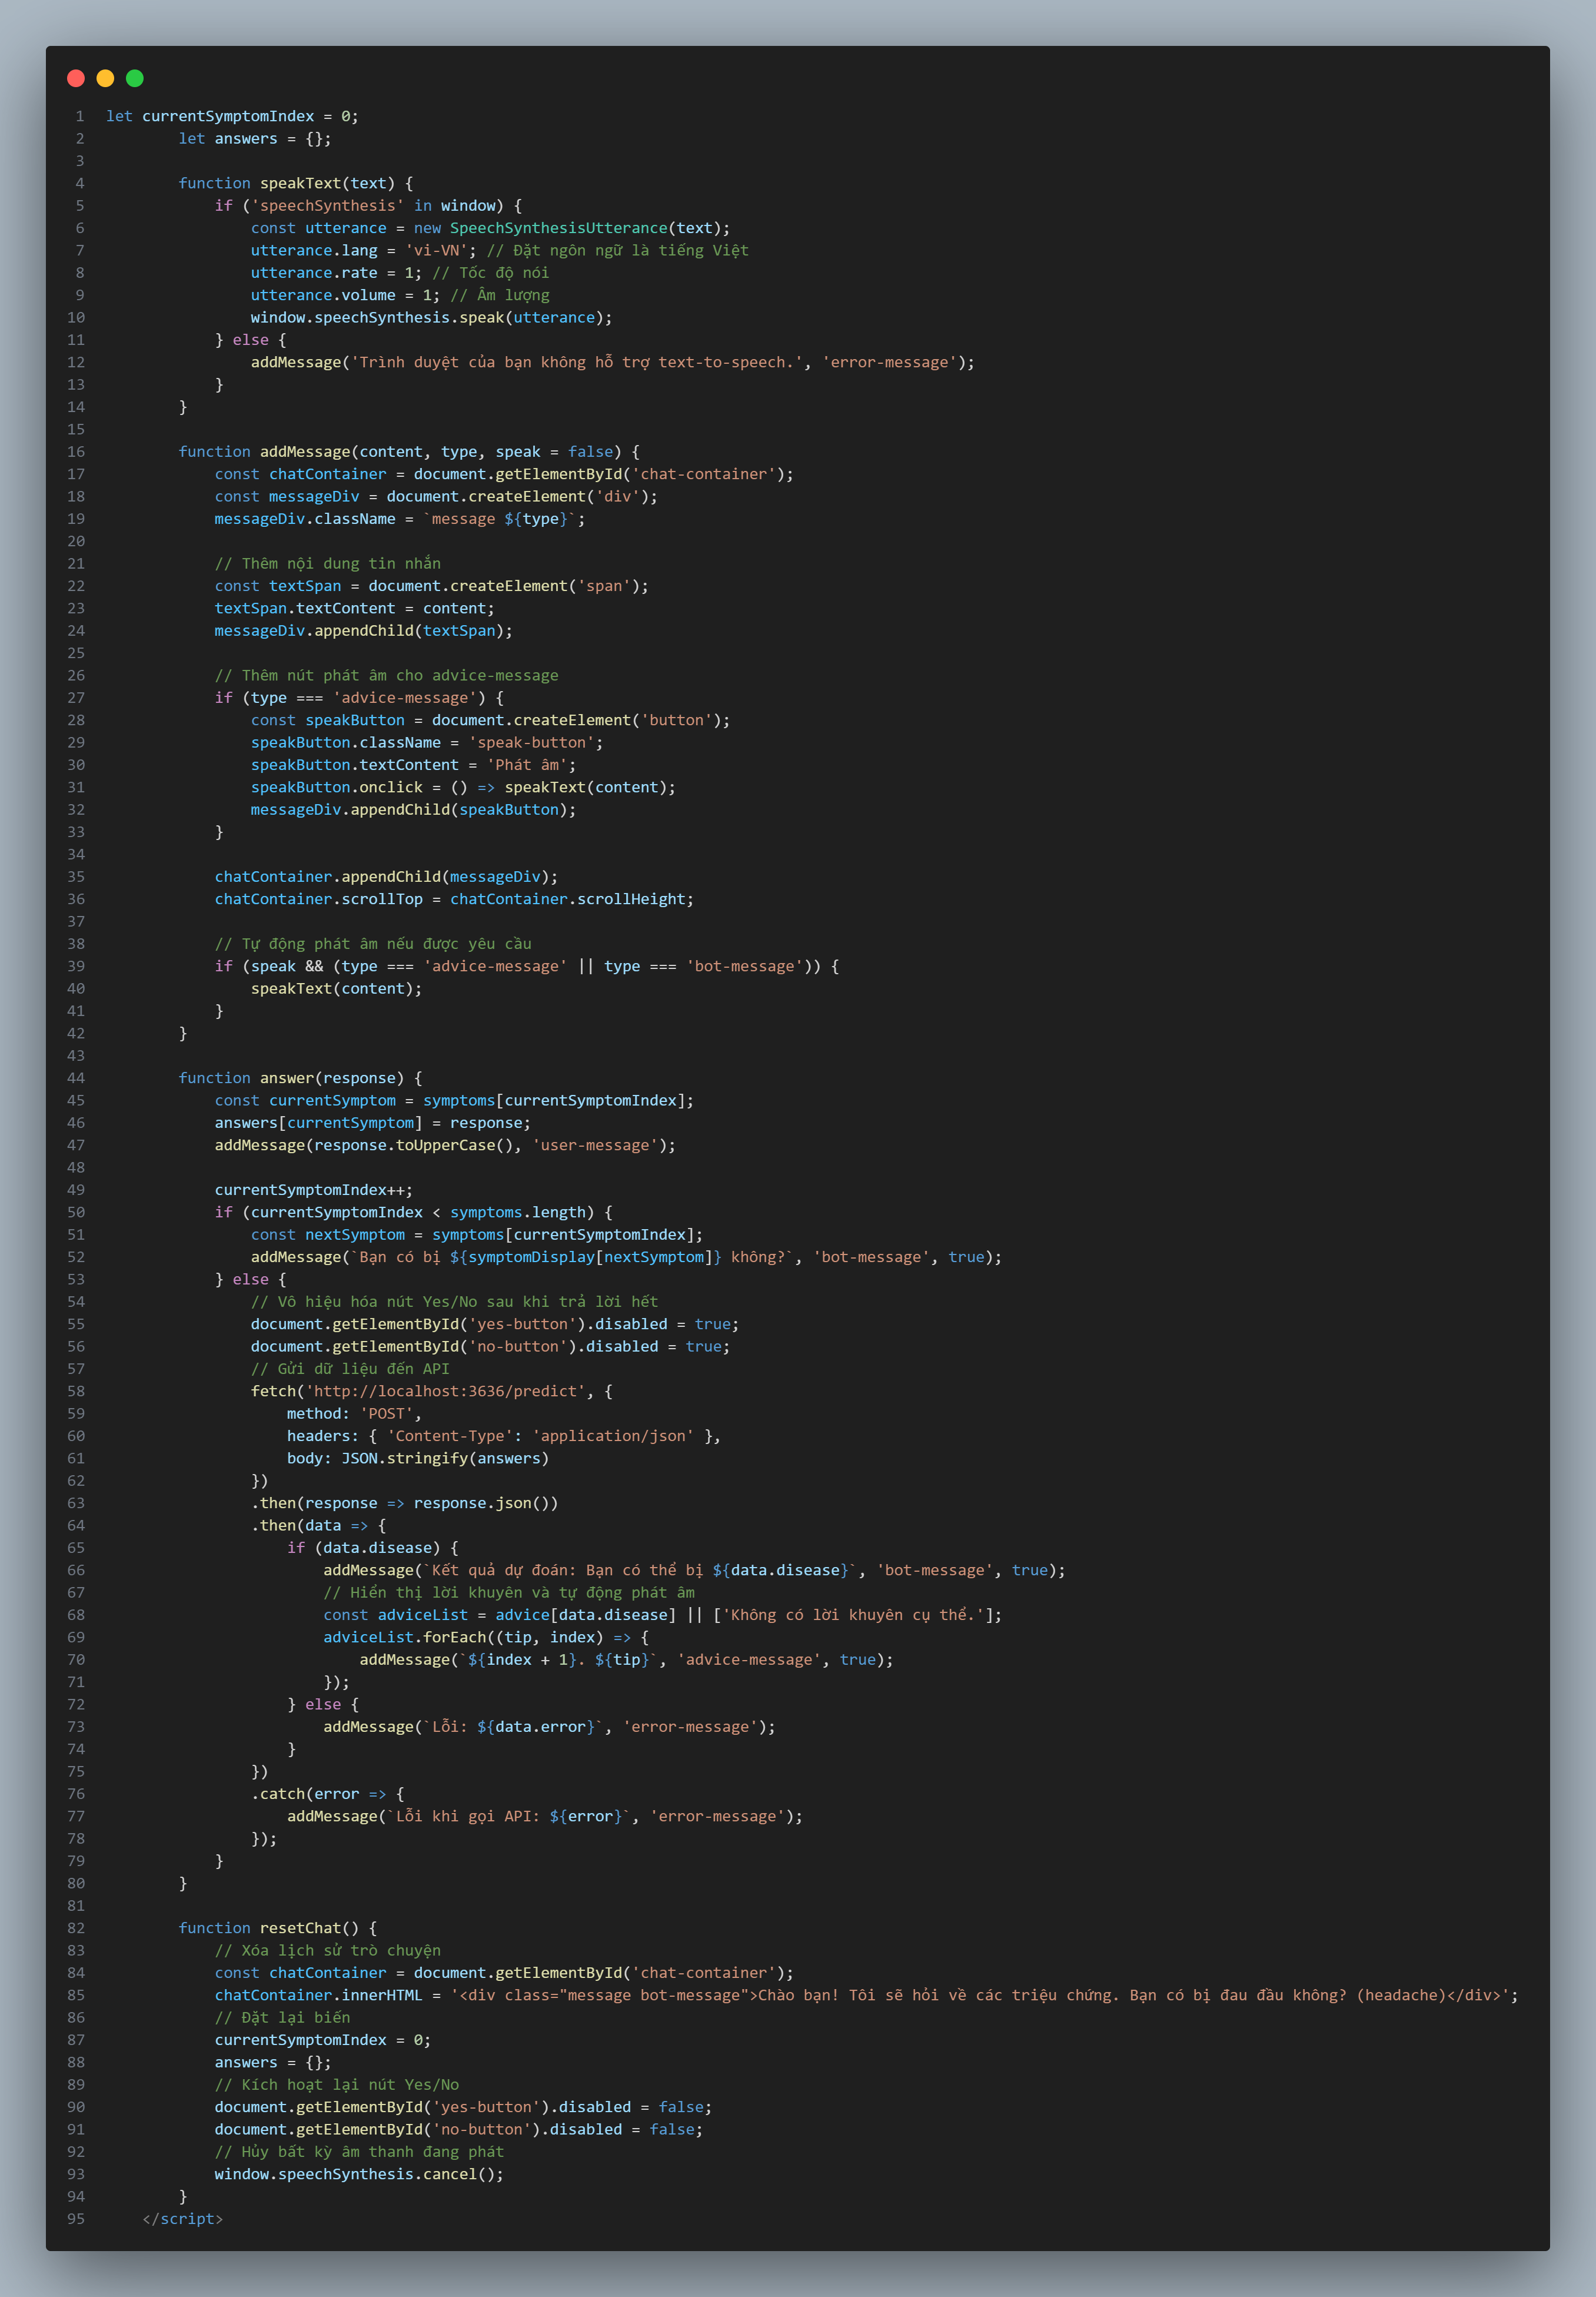 1 let currentSymptomIndex = 0;
2         let answers = {};
3
4         function speakText(text) {
5             if ('speechSynthesis' in window) {
6                 const utterance = new SpeechSynthesisUtterance(text);
7                 utterance.lang = 'vi-VN'; // Đặt ngôn ngữ là tiếng Việt
8                 utterance.rate = 1; // Tốc độ nói
9                 utterance.volume = 1; // Âm lượng
10                 window.speechSynthesis.speak(utterance);
11             } else {
12                 addMessage('Trình duyệt của bạn không hỗ trợ text-to-speech.', 'error-message');
13             }
14         }
15
16         function addMessage(content, type, speak = false) {
17             const chatContainer = document.getElementById('chat-container');
18             const messageDiv = document.createElement('div');
19             messageDiv.className = `message ${type}`;
20
21             // Thêm nội dung tin nhắn
22             const textSpan = document.createElement('span');
23             textSpan.textContent = content;
24             messageDiv.appendChild(textSpan);
25
26             // Thêm nút phát âm cho advice-message
27             if (type === 'advice-message') {
28                 const speakButton = document.createElement('button');
29                 speakButton.className = 'speak-button';
30                 speakButton.textContent = 'Phát âm';
31                 speakButton.onclick = () => speakText(content);
32                 messageDiv.appendChild(speakButton);
33             }
34
35             chatContainer.appendChild(messageDiv);
36             chatContainer.scrollTop = chatContainer.scrollHeight;
37
38             // Tự động phát âm nếu được yêu cầu
39             if (speak && (type === 'advice-message' || type === 'bot-message')) {
40                 speakText(content);
41             }
42         }
43
44         function answer(response) {
45             const currentSymptom = symptoms[currentSymptomIndex];
46             answers[currentSymptom] = response;
47             addMessage(response.toUpperCase(), 'user-message');
48
49             currentSymptomIndex++;
50             if (currentSymptomIndex < symptoms.length) {
51                 const nextSymptom = symptoms[currentSymptomIndex];
52                 addMessage(`Bạn có bị ${symptomDisplay[nextSymptom]} không?`, 'bot-message', true);
53             } else {
54                 // Vô hiệu hóa nút Yes/No sau khi trả lời hết
55                 document.getElementById('yes-button').disabled = true;
56                 document.getElementById('no-button').disabled = true;
57                 // Gửi dữ liệu đến API
58                 fetch('http://localhost:3636/predict', {
59                     method: 'POST',
60                     headers: { 'Content-Type': 'application/json' },
61                     body: JSON.stringify(answers)
62                 })
63                 .then(response => response.json())
64                 .then(data => {
65                     if (data.disease) {
66                         addMessage(`Kết quả dự đoán: Bạn có thể bị ${data.disease}`, 'bot-message', true);
67                         // Hiển thị lời khuyên và tự động phát âm
68                         const adviceList = advice[data.disease] || ['Không có lời khuyên cụ thể.'];
69                         adviceList.forEach((tip, index) => {
70                             addMessage(`${index + 1}. ${tip}`, 'advice-message', true);
71                         });
72                     } else {
73                         addMessage(`Lỗi: ${data.error}`, 'error-message');
74                     }
75                 })
76                 .catch(error => {
77                     addMessage(`Lỗi khi gọi API: ${error}`, 'error-message');
78                 });
79             }
80         }
81
82         function resetChat() {
83             // Xóa lịch sử trò chuyện
84             const chatContainer = document.getElementById('chat-container');
85             chatContainer.innerHTML = '<div class="message bot-message">Chào bạn! Tôi sẽ hỏi về các triệu chứng. Bạn có bị đau đầu không? (headache)</div>';
86             // Đặt lại biến
87             currentSymptomIndex = 0;
88             answers = {};
89             // Kích hoạt lại nút Yes/No
90             document.getElementById('yes-button').disabled = false;
91             document.getElementById('no-button').disabled = false;
92             // Hủy bất kỳ âm thanh đang phát
93             window.speechSynthesis.cancel();
94         }
95     </script>